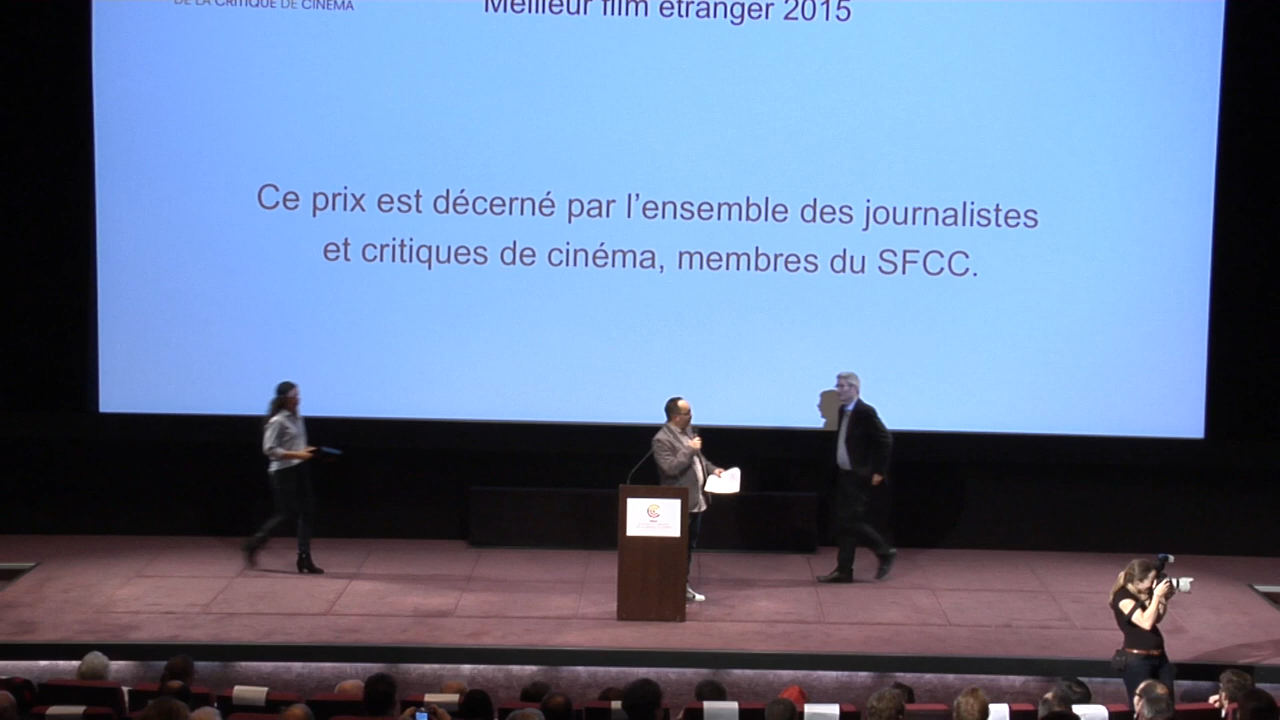 DE LA CRITIQUE DE CINÉMA
Meilleur film étranger 2015
Ce prix est décerné par l'ensemble des journalistes
et critiques de cinéma, membres du SFCC.